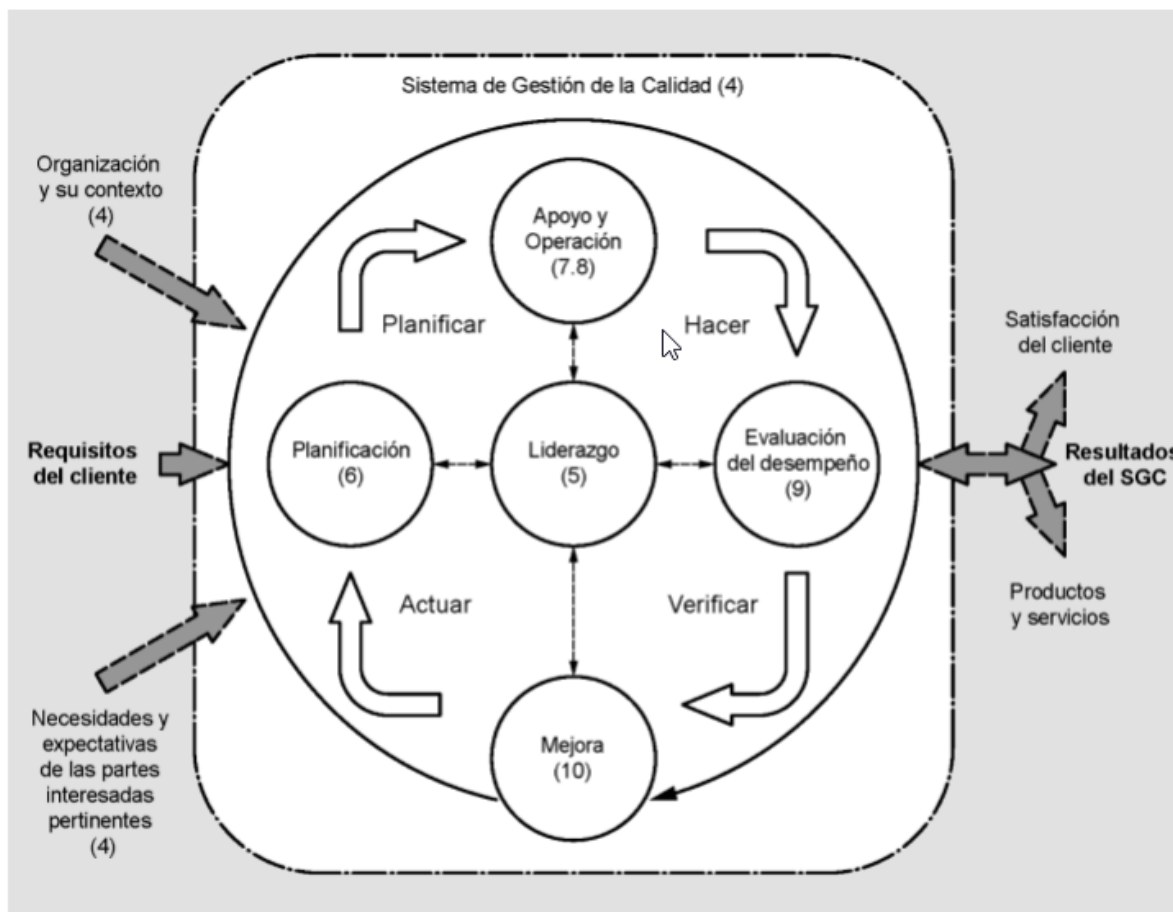 Sistema de Gestión de la Calidad (4)
Organización
y su contexto
(4)
Apoyo y
Operación
(7.8)
Planificar
Hacer
Satisfacción
del cliente
Requisitos
del cliente
Planificación
(6)
Liderazgo
(5)
Evaluación
del desempeño
(9)
Resultados
del SGC
Actuar
Verificar
Productos
y servicios
Necesidades y
expectativas
de las partes
interesadas
pertinentes
(4)
Mejora
(10)